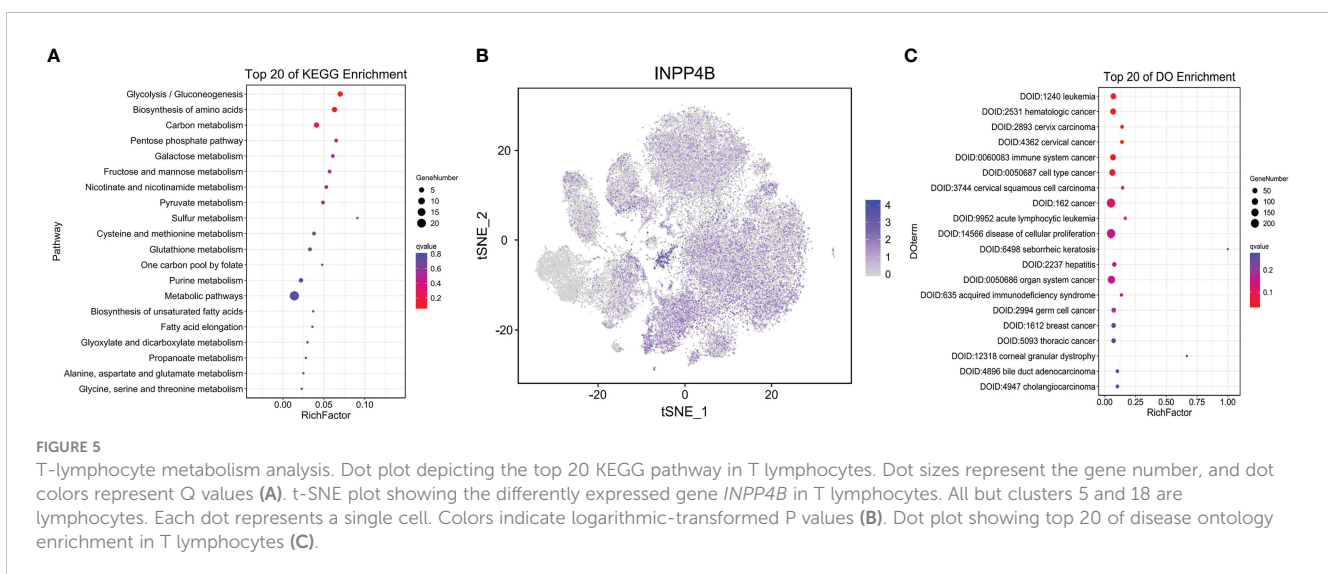 A
Top 20 of KEGG Enrichment
Pathway
Glycolysis / Gluconeogenesis
Biosynthesis of amino acids
Carbon metabolism
Pentose phosphate pathway
Galactose metabolism
Fructose and mannose metabolism
Nicotinate and nicotinamide metabolism
Pyruvate metabolism
Sulfur metabolism
Cysteine and methionine metabolism
Glutathione metabolism
One carbon pool by folate
Purine metabolism
Metabolic pathways
Biosynthesis of unsaturated fatty acids
Fatty acid elongation
Glyoxylate and dicarboxylate metabolism
Propanoate metabolism
Alanine, aspartate and glutamate metabolism
Glycine, serine and threonine metabolism
0.00 0.05 0.10
RichFactor
GeneNumber
5
10
15
20
qvalue
0.8
0.6
0.4
0.2
B
INPP4B
tSNE_2
20
0
-20
-20 0 20
tSNE_1
4
3
2
1
0
C
Top 20 of DO Enrichment
DOterm
DOID:1240 leukemia
DOID:2531 hematologic cancer
DOID:2893 cervix carcinoma
DOID:4362 cervical cancer
DOID:0060083 immune system cancer
DOID:0050687 cell type cancer
DOID:3744 cervical squamous cell carcinoma
DOID:162 cancer
DOID:9952 acute lymphocytic leukemia
DOID:14566 disease of cellular proliferation
DOID:6498 seborrheic keratosis
DOID:2237 hepatitis
DOID:0050686 organ system cancer
DOID:635 acquired immunodeficiency syndrome
DOID:2994 germ cell cancer
DOID:1612 breast cancer
DOID:5093 thoracic cancer
DOID:12318 corneal granular dystrophy
DOID:4896 bile duct adenocarcinoma
DOID:4947 cholangiocarcinoma
0.00 0.25 0.50 0.75 1.00
RichFactor
GeneNumber
50
100
150
200
qvalue
0.2
0.1
FIGURE 5
T-lymphocyte metabolism analysis. Dot plot depicting the top 20 KEGG pathway in T lymphocytes. Dot sizes represent the gene number, and dot
colors represent Q values (A). t-SNE plot showing the differently expressed gene INPP4B in T lymphocytes. All but clusters 5 and 18 are
lymphocytes. Each dot represents a single cell. Colors indicate logarithmic-transformed P values (B). Dot plot showing top 20 of disease ontology
enrichment in T lymphocytes (C).